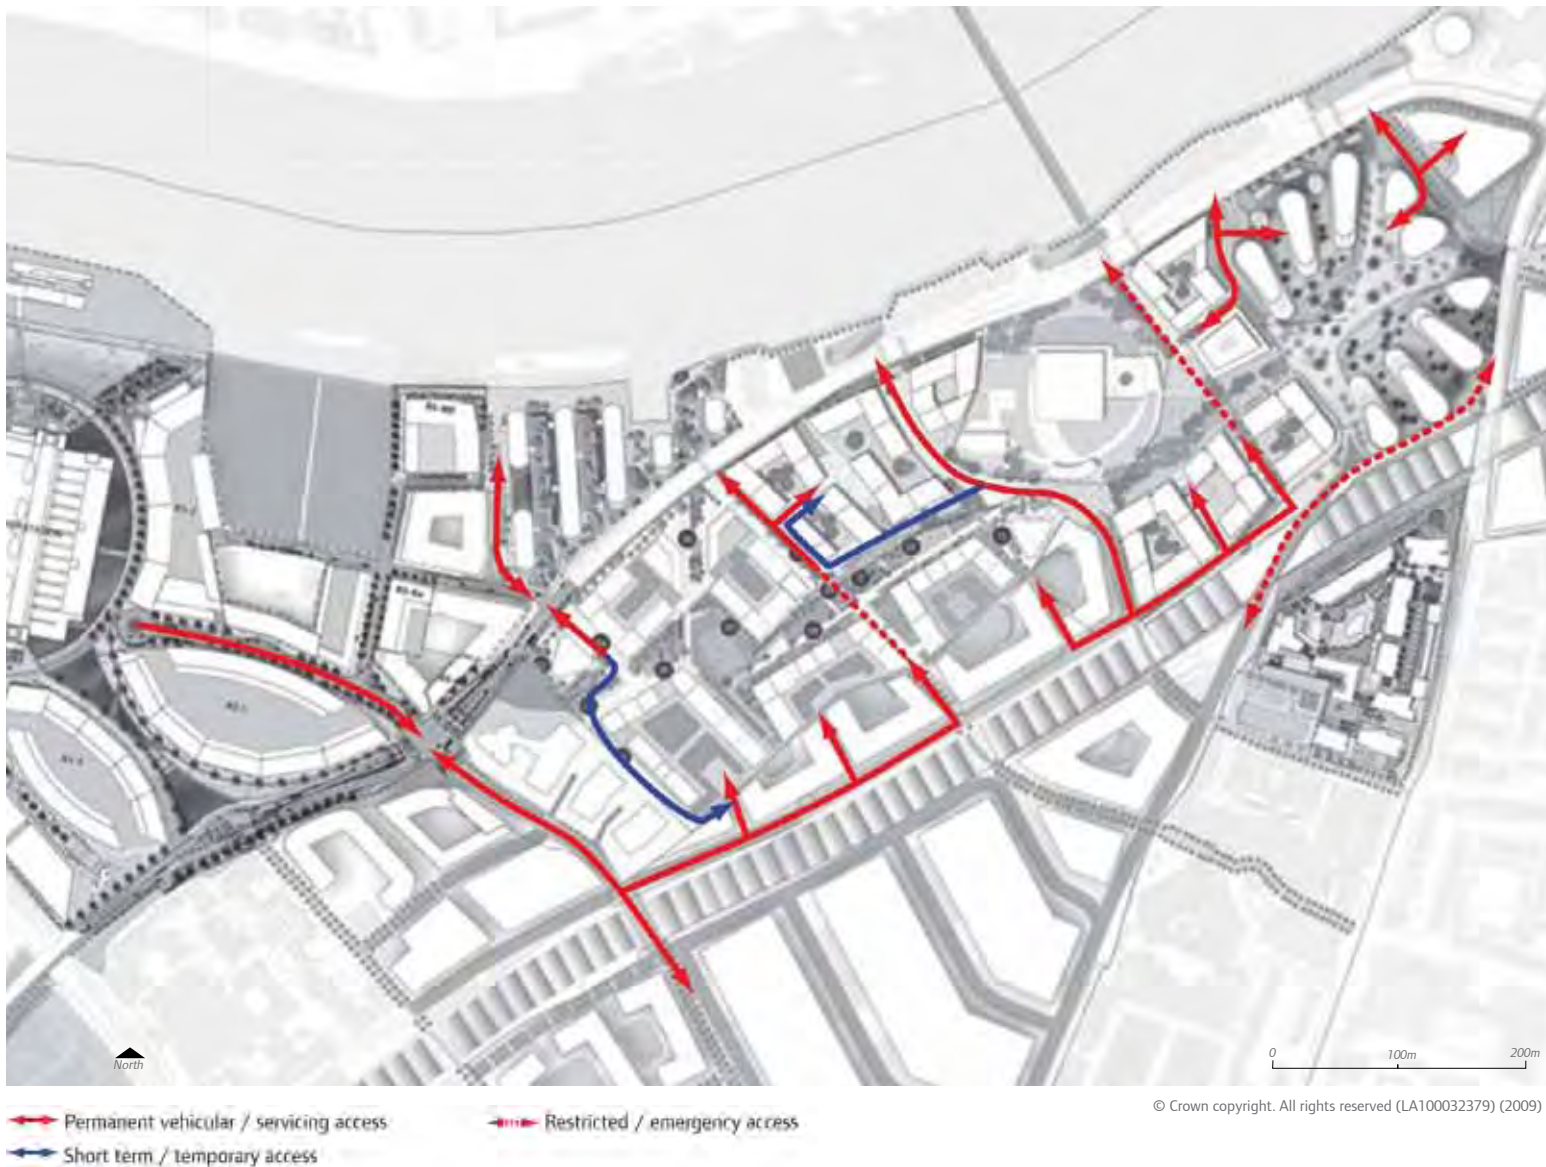 North
0 100m 200m
© Crown copyright. All rights reserved (LA100032379) (2009)
Permanent vehicular / servicing access
Restricted / emergency access
Short term / temporary access